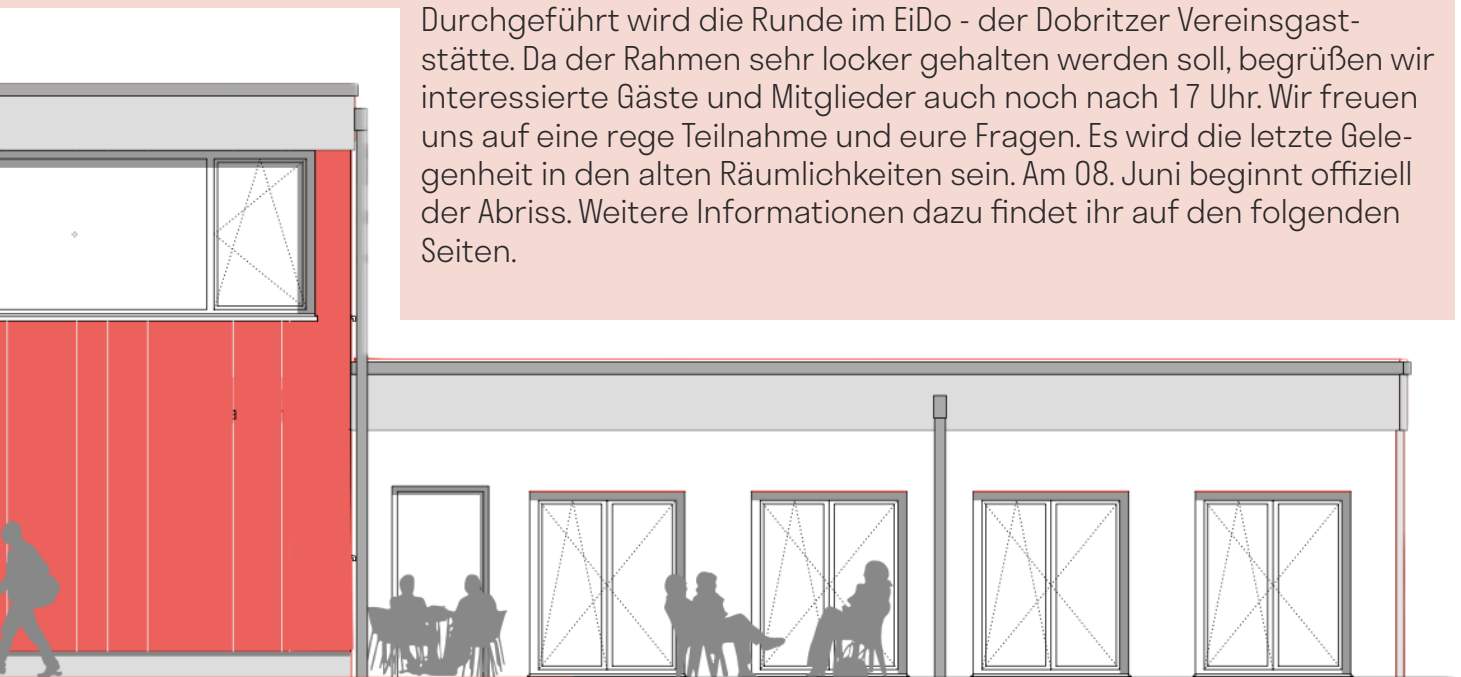 Durchgeführt wird die Runde im EiDo - der Dobritzer Vereinsgast-
stätte. Da der Rahmen sehr locker gehalten werden soll, begrüßen wir
interessierte Gäste und Mitglieder auch noch nach 17 Uhr. Wir freuen
uns auf eine rege Teilnahme und eure Fragen. Es wird die letzte Gele-
genheit in den alten Räumlichkeiten sein. Am 08. Juni beginnt offiziell
der Abriss. Weitere Informationen dazu findet ihr auf den folgenden
Seiten.